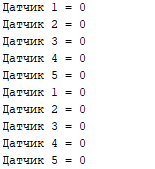 Датчик 1 = 0
Датчик 2 = 0
Датчик 3 = 0
Датчик 4 = 0
Датчик 5 = 0
Датчик 1 = 0
Датчик 2 = 0
Датчик 3 = 0
Датчик 4 = 0
Датчик 5 = 0